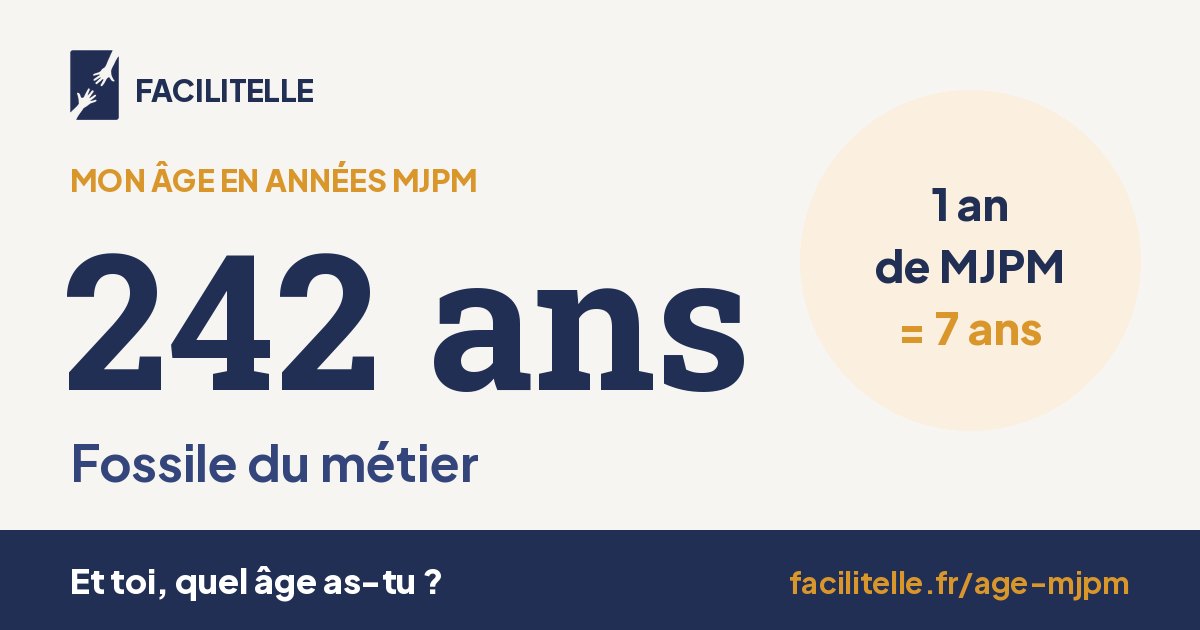 FACILITELLE
MON ÂGE EN ANNÉES MJPM
242 ans
Fossile du métier
1 an
de MJPM
= 7 ans
Et toi, quel âge as-tu ?
facilitelle.fr/age-mjpm